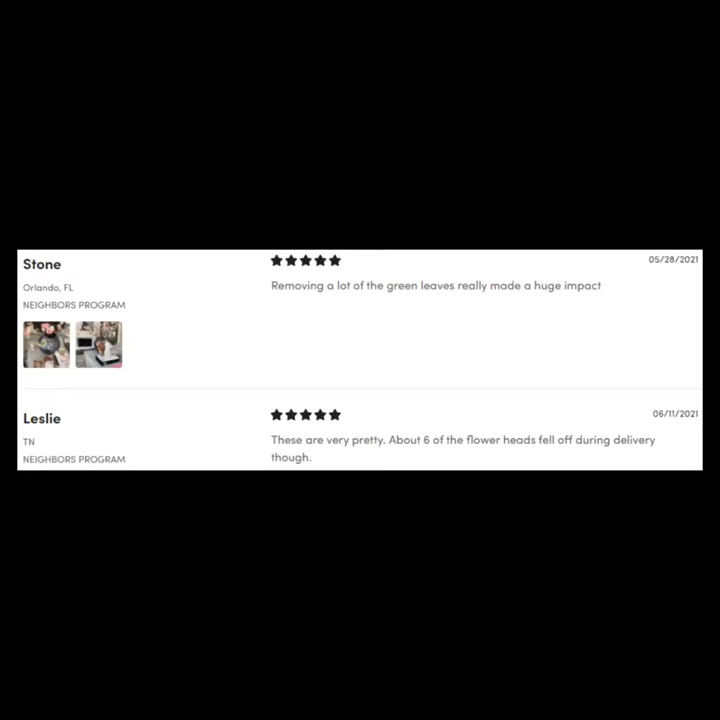 Stone
Orlando, FL
NEIGHBORS PROGRAM
05/28/2021
Removing a lot of the green leaves really made a huge impact
Leslie
TN
NEIGHBORS PROGRAM
06/11/2021
These are very pretty. About 6 of the flower heads fell off during delivery
though.